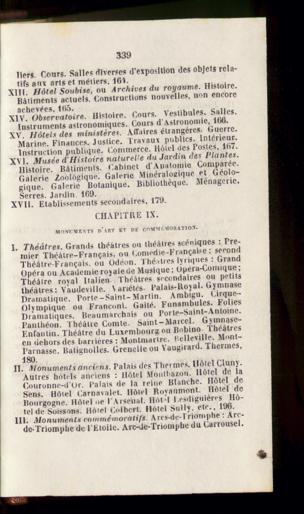 339
liers. Cours. Salles diverses d'exposition des objets rela-
tifs aux arts et métiers, 164.
XIII. Hôtel Soubise, ou Archives du royaume. Histoire.
Bâtiments actuels. Constructions nouvelles, non encore
achevées, 165.
XIV. Observatoire. Histoire. Cours. Vestibules. Salles.
Instruments astronomiques. Cours d'Astronomie, 166.
XV. Hôtels des ministères. Affaires étrangères. Guerre.
Marine. Finances. Justice. Travaux publics. Intérieur.
Instruction publique. Commerce. Hôtel des Postes, 167.
XVI. Musée d'Histoire naturelle du Jardin des Plantes.
Histoire. Bâtiments. Cabinet d'Anatomie Comparée.
Galerie Zoologique. Galerie Minéralogique et Géolo-
gique. Galerie Botanique. Bibliothèque. Ménagerie.
Serres. Jardin. 169.
XVII. Etablissements secondaires, 179.
CHAPITRE IX.
MONUMENTS D'ART ET DE COMMÉMORATION.
I. Théâtres. Grands théâtres ou théâtres scéniques : Pre-
mier Théâtre-Français, ou Comédie-Française ; second
Théâtre-Français, ou Odéon. Théâtres lyriques : Grand
Opéra ou Académie royale de Musique ; Opéra-Comique ;
Théâtre royal Italien. Théâtres secondaires ou petits
théâtres : Vaudeville. Variétés. Palais-Royal. Gymnase
Dramatique. Porte-Saint-Martin. Ambigu. Cirque-
Olympique ou Franconi. Gaîté. Funambules. Folies
Dramatiques. Beaumarchais ou Porte-Saint-Antoine.
Panthéon. Théâtre Comte. Saint-Marcel. Gymnase-
Enfantin. Théâtre du Luxembourg ou Bobino. Théâtres
en dehors des barrières : Montmartre. Belleville. Mont-
Parnasse. Batignolles. Grenelle ou Vaugirard. Thermes,
180.
II. Monuments anciens. Palais des Thermes. Hôtel Cluny.
Autres hôtels anciens : Hôtel Montbazon. Hôtel de la
Couronne-d'Or. Palais de la reine Blanche. Hôtel de
Sens. Hôtel Carnavalet. Hôtel Royaumont. Hôtel de
Bourgogne. Hôtel de l'Arsenal. Hôtel Lesdiguières. Hô-
tel de Soissons. Hôtel Colbert. Hôtel Sully, etc., 196.
III. Monuments commémoratifs. Arcs-de-Triomphe : Arc-
de-Triomphe de l'Etoile. Arc-de-Triomphe du Carrousel.